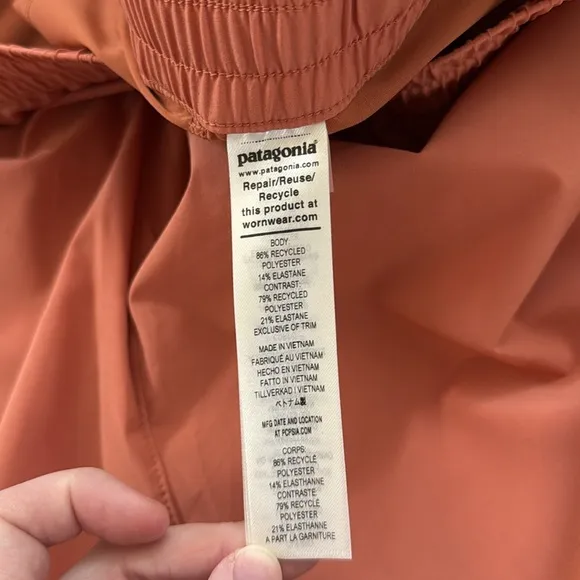 patagonia®
www.patagonia.com
Repair/Reuse/
Recycle
this product at
wornwear.com
BODY:
86% RECYCLED
POLYESTER
14% ELASTANE
CONTRAST:
79% RECYCLED
POLYESTER
21% ELASTANE
EXCLUSIVE OF TRIM
MADE IN VIETNAM
FABRIQUÉ AU VIETNAM
HECHO EN VIETNAM
FATTO IN VIETNAM
TILLVERKAD I VIETNAM
ベトナム製
MFG DATE AND LOCATION
AT PCPSIA.COM
CORPS:
86% RECYCLÉ
POLYESTER
14% ELASTHANNE
CONTRASTE:
79% RECYCLÉ
POLYESTER
21% ELASTHANNE
A PART LA GARNITURE